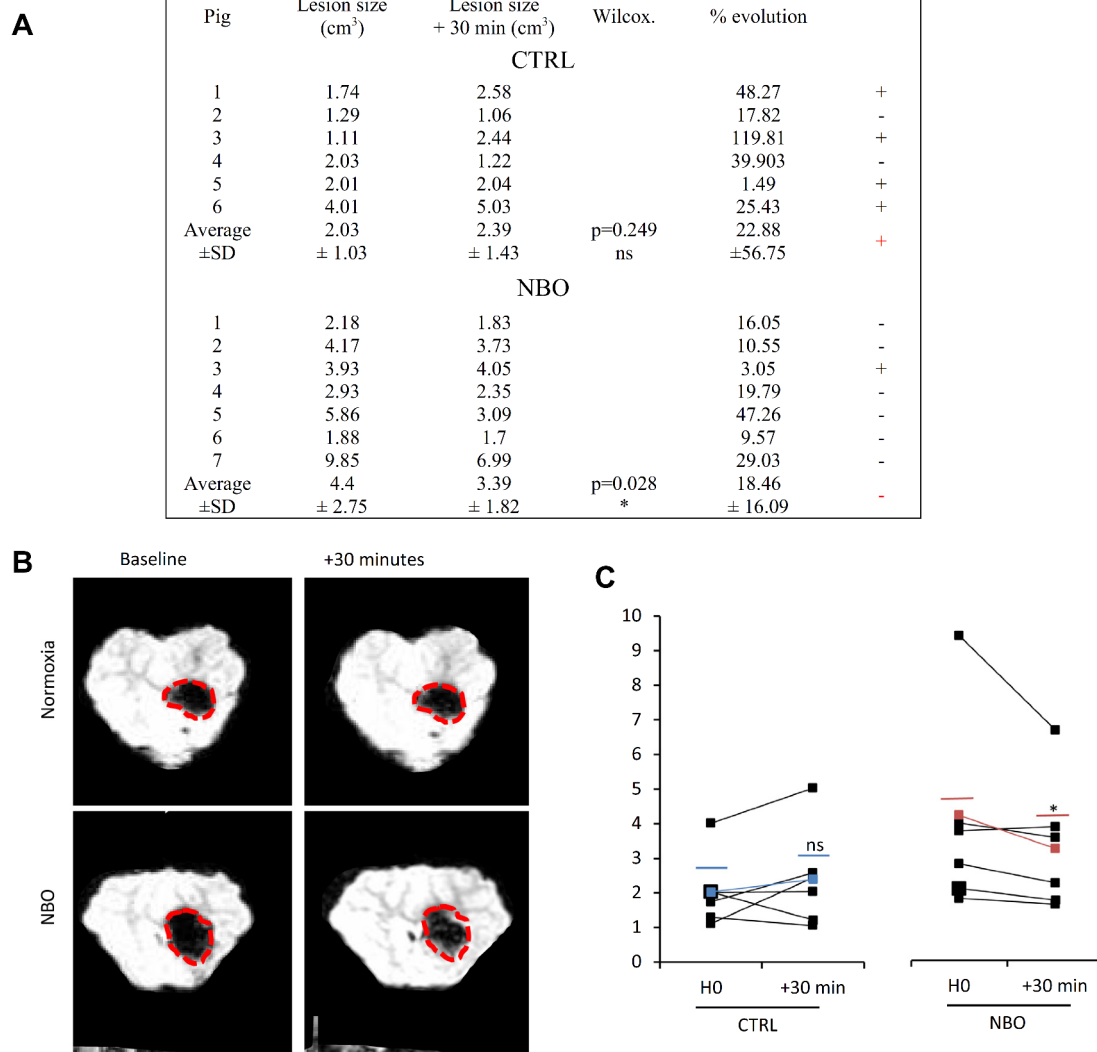 A
Pig Lesion size (cm3) Lesion size + 30 min (cm3) Wilcox. % evolution
CTRL
1 1.74 2.58 48.27 +
2 1.29 1.06 17.82 -
3 1.11 2.44 119.81 +
4 2.03 1.22 39.903 -
5 2.01 2.04 1.49 +
6 4.01 5.03 25.43 +
Average 2.03 2.39 p=0.249 22.88 +
±SD ± 1.03 ± 1.43 ns ±56.75
NBO
1 2.18 1.83 16.05 -
2 4.17 3.73 10.55 -
3 3.93 4.05 3.05 +
4 2.93 2.35 19.79 -
5 5.86 3.09 47.26 -
6 1.88 1.7 9.57 -
7 9.85 6.99 29.03 -
Average 4.4 3.39 p=0.028 18.46 -
±SD ± 2.75 ± 1.82 * ± 16.09
B
Baseline +30 minutes
Normoxia
NBO
C
10
9
8
7
6
5
4
3
2
1
0
ns
*
H0 +30 min H0 +30 min
CTRL NBO